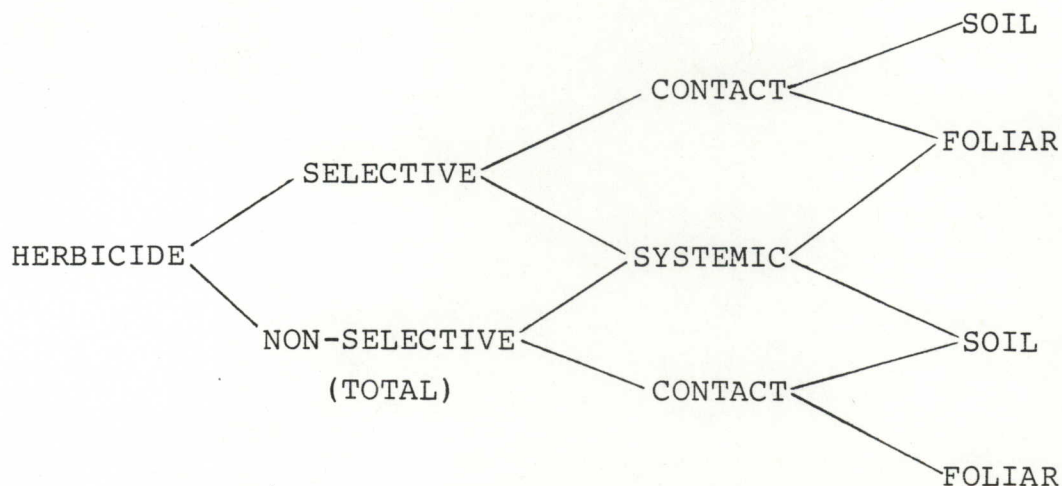 SOIL
CONTACT
FOLIAR
SELECTIVE
HERBICIDE
SYSTEMIC
NON-SELECTIVE
(TOTAL)
SOIL
CONTACT
FOLIAR